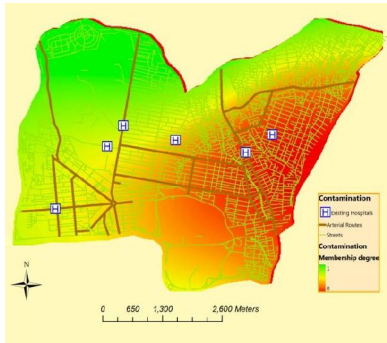 H
H
H
H
H
H
Contamination
H Existing hospitals
Arterial Routes
Streets
Contamination
Membership degree
1
0
N
0 650 1,300 2,600 Meters